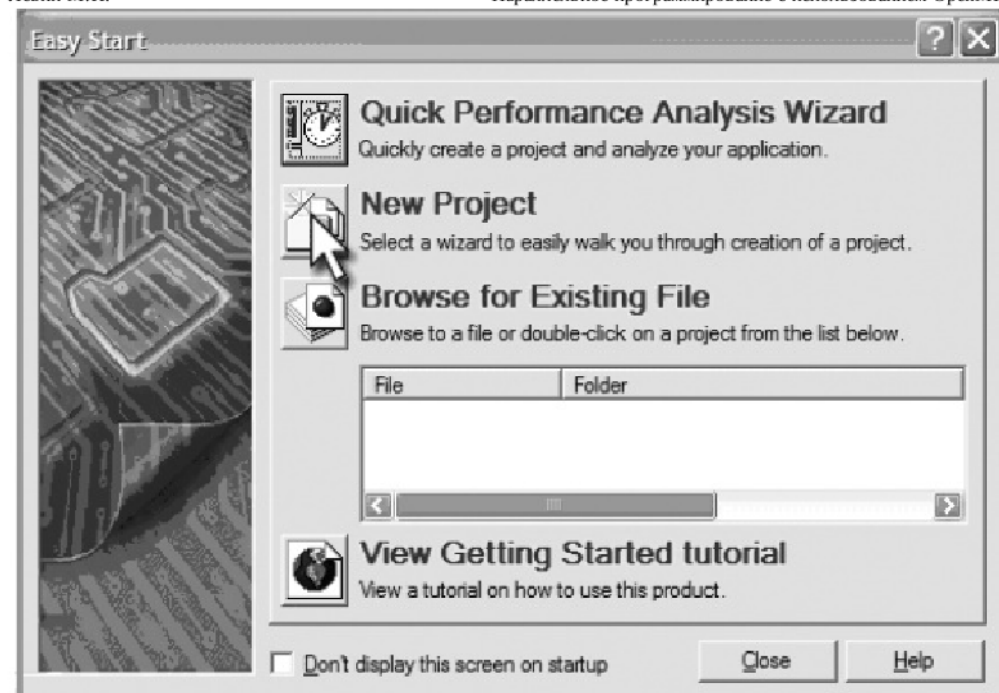 Easy Start
Quick Performance Analysis Wizard
Quickly create a project and analyze your application.
New Project
Select a wizard to easily walk you through creation of a project.
Browse for Existing File
Browse to a file or double-click on a project from the list below.
File Folder
View Getting Started tutorial
View a tutorial on how to use this product.
Don't display this screen on startup
Close Help